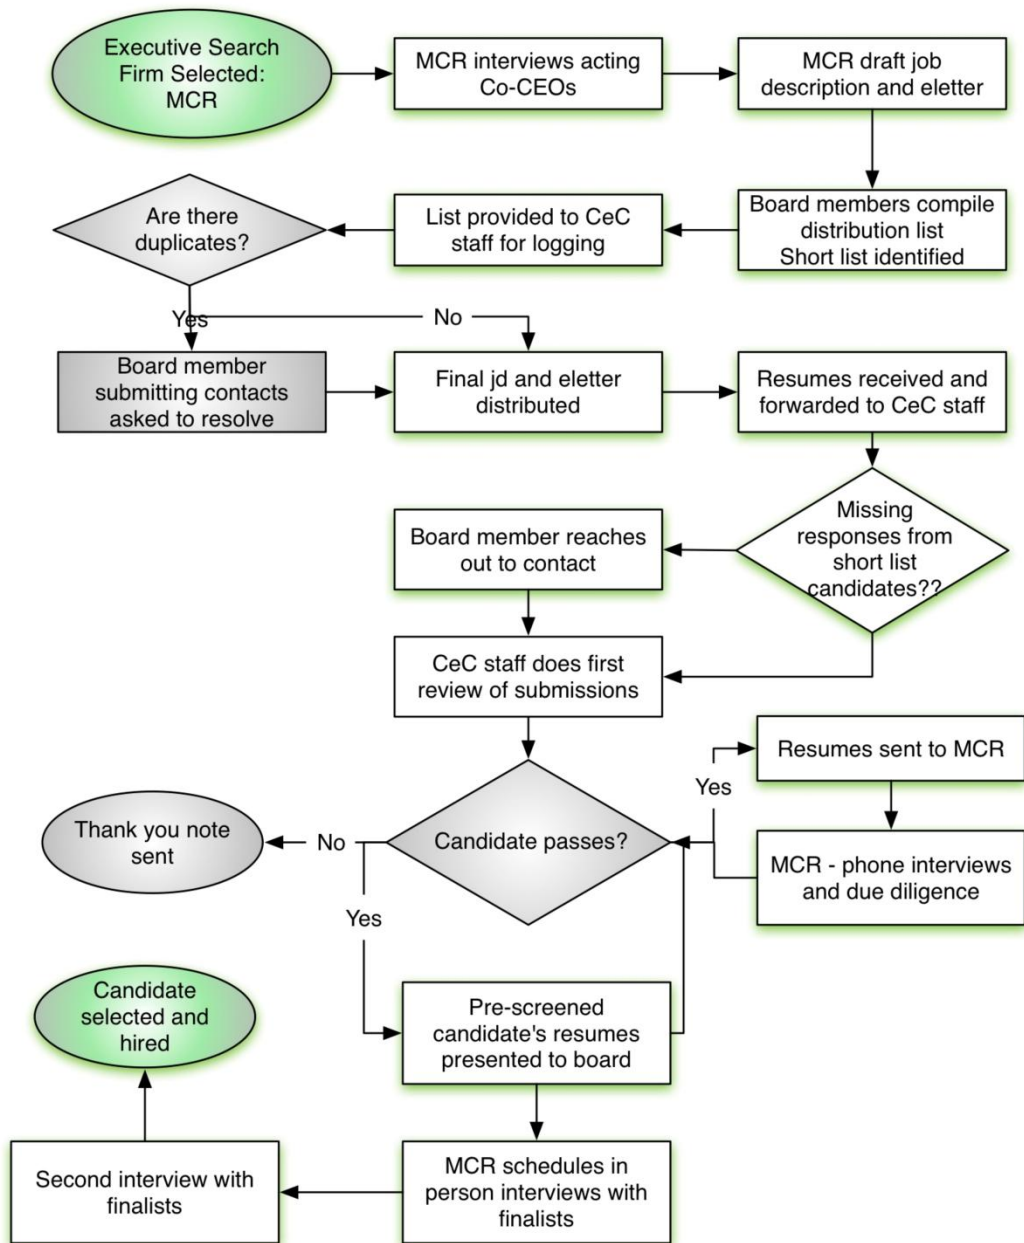 Executive Search
Firm Selected:
MCR
MCR interviews acting
Co-CEOs
MCR draft job
description and eletter
Are there
duplicates?
List provided to CeC
staff for logging
Board members compile
distribution list
Short list identified
Yes
No
Board member
submitting contacts
asked to resolve
Final jd and eletter
distributed
Resumes received and
forwarded to CeC staff
Missing
responses from
short list
candidates??
Board member reaches
out to contact
CeC staff does first
review of submissions
Resumes sent to MCR
Yes
Thank you note
sent
No
Candidate passes?
MCR - phone interviews
and due diligence
Yes
Candidate
selected and
hired
Pre-screened
candidate's resumes
presented to board
Second interview with
finalists
MCR schedules in
person interviews with
finalists